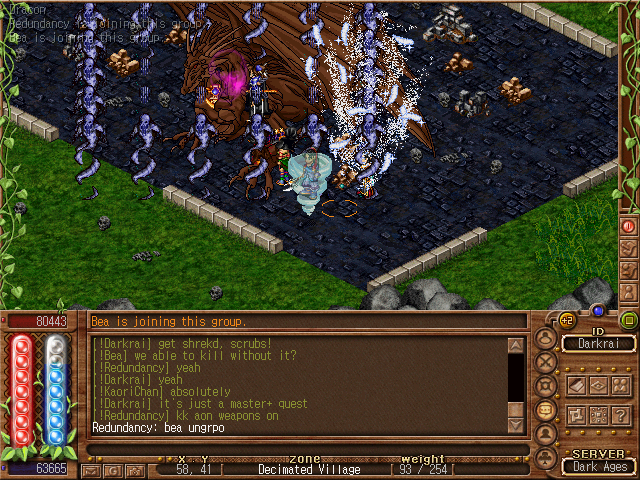 Dracon
Redundancy is joining this group.
Bea is joining this group.
80443
Bea is joining this group.
+2
ID
Darkrai
[!Darkrai] get shrekd, scrubs!
[!Bea] we able to kill without it?
[!Redundancy] yeah
[!Darkrai] yeah
[!KaoriChan] absolutely
[!Darkrai] it's just a master+ quest
[!Redundancy] kk aon weapons on
Redundancy: bea ungrpo
?
X Y
ZONE
weight
SERVER
63665
G
58, 41
Decimated Village
93 / 254
Dark Ages